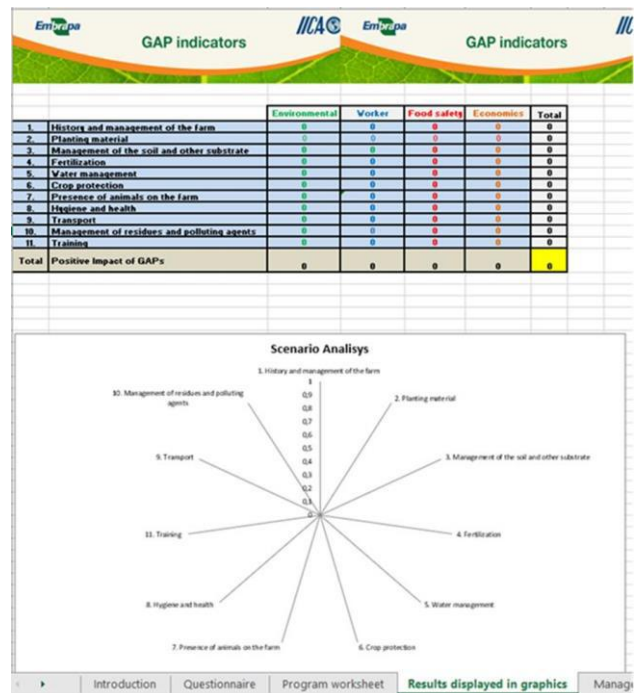 Embrapa IICA Embrapa IIC
GAP indicators GAP indicators
Environmental Worker Food safety Economics Total
1. History and management of the farm 0 0 0 0 0
2. Planting material 0 0 0 0 0
3. Management of the soil and other substrate 0 0 0 0 0
4. Fertilization 0 0 0 0 0
5. Water management 0 0 0 0 0
6. Crop protection 0 0 0 0 0
7. Presence of animals on the farm 0 0 0 0 0
8. Hygiene and health 0 0 0 0 0
9. Transport 0 0 0 0 0
10. Management of residues and polluting agents 0 0 0 0 0
11. Training 0 0 0 0 0
Total Positive Impact of GAPs 0 0 0 0 0
Scenario Analisys
1. History and management of the farm
1
0,9
0,8
0,7
0,6
0,5
0,4
0,3
0,2
0,1
0
2. Planting material
3. Management of the soil and other substrate
4. Fertilization
5. Water management
6. Crop protection
7. Presence of animals on the farm
8. Hygiene and health
11. Training
9. Transport
10. Management of residues and polluting
agents
Introduction Questionnaire Program worksheet Results displayed in graphics Manag